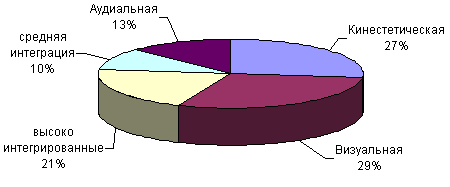 Аудиальная
13%
Кинестетическая
27%
средняя
интеграция
10%
высоко
интегрированные
21%
Визуальная
29%